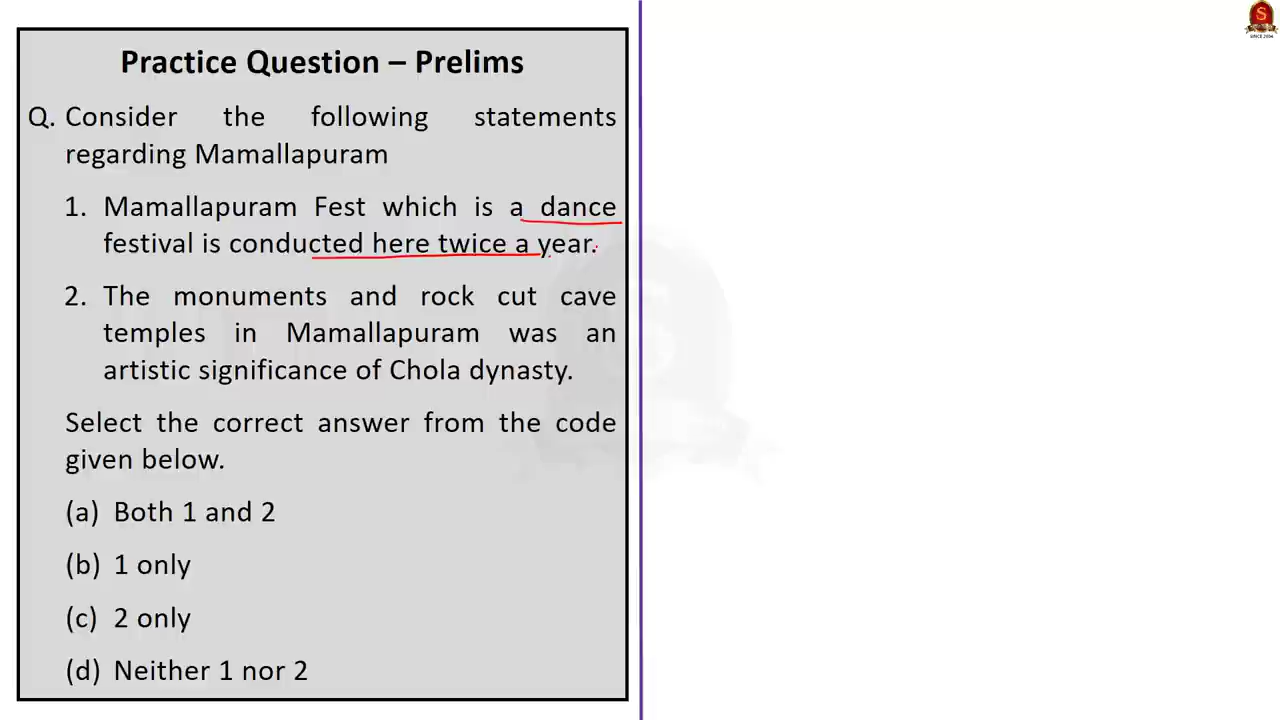 Practice Question – Prelims
Q. Consider the following statements
regarding Mamallapuram
1. Mamallapuram Fest which is a dance
festival is conducted here twice a year.
2. The monuments and rock cut cave
temples in Mamallapuram was an
artistic significance of Chola dynasty.
Select the correct answer from the code
given below.
(a) Both 1 and 2
(b) 1 only
(c) 2 only
(d) Neither 1 nor 2
S
SINCE 2004